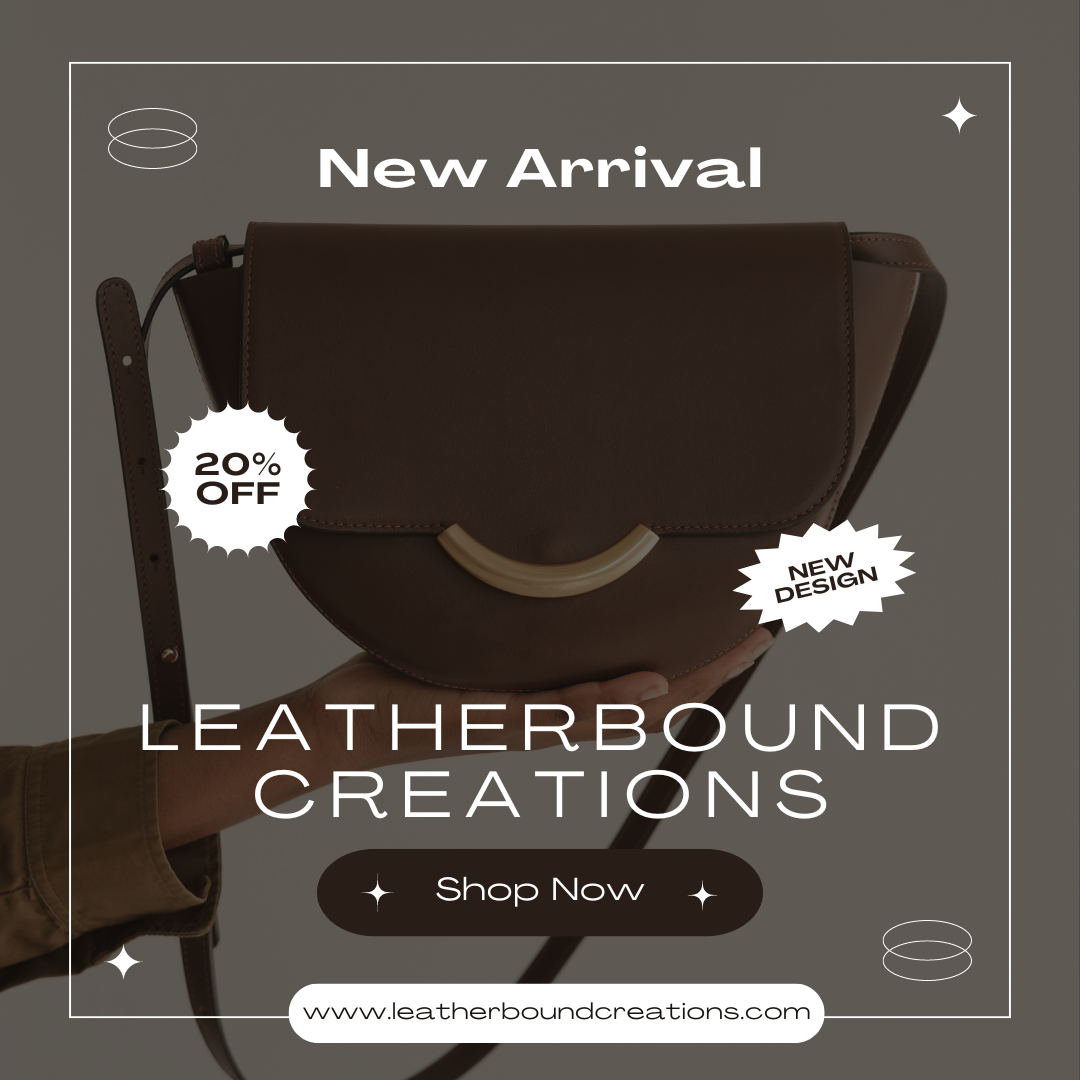 New Arrival
20%
OFF
NEW
DESIGN
LEATHERBOUND
CREATIONS
Shop Now
www.leatherboundcreations.com